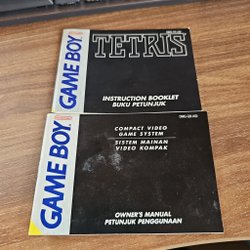 GAME BOY
TETRIS
INSTRUCTION BOOKLET
BUKU PETUNJUK
GAME BOY
COMPACT VIDEO
GAME SYSTEM
SISTEM MAINAN
VIDEO KOMPAK
OWNER'S MANUAL
PETUNJUK PENGGUNAAN